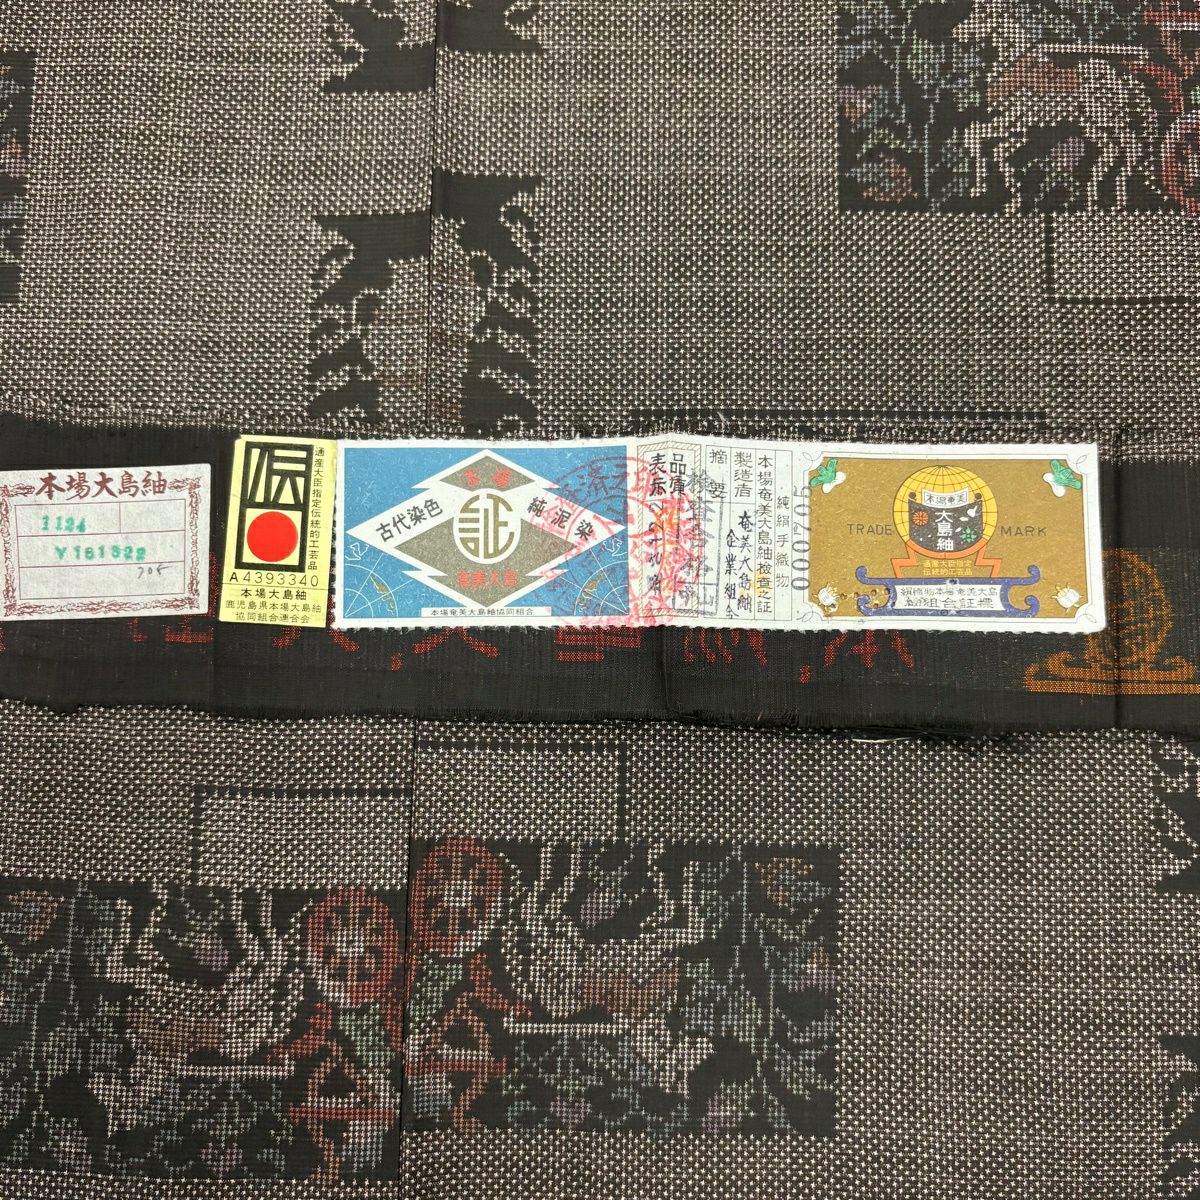 本場大島紬
1124
Y161322
705
伝
通産大臣指定伝統的工芸品
A4393340
本場大島紬
鹿児島県本場大島紬
協同組合連合会
本場
古代染色
証
純泥染
奄美大島
本場奄美大島紬協同組合
品質
表示
摘要
製造者
奄美大島紬
企業組合
本場奄美大島紬検査之証
純絹手織物
000705
TRADE MARK
本場奄美
大島紬
通産大臣指定
伝統的工芸品
絹織物本場奄美大島
紬組合証標